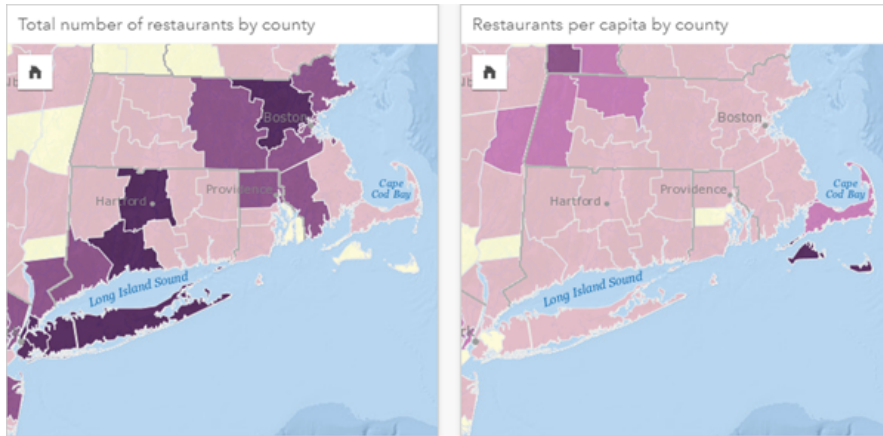 Total number of restaurants by county
Boston
Hartford
Providence
Cape
Cod Bay
Long Island Sound
Restaurants per capita by county
Boston
Hartford
Providence
Cape
Cod Bay
Long Island Sound